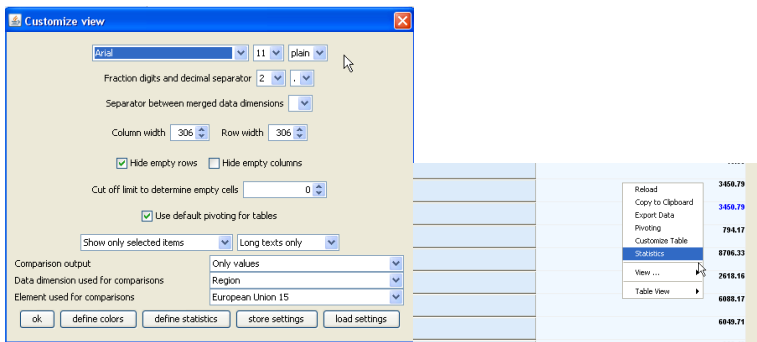 Customize view
Arial 11 plain
Fraction digits and decimal separator 2 .
Separator between merged data dimensions
Column width 306 Row width 306
Hide empty rows Hide empty columns
Cut off limit to determine empty cells 0
Use default pivoting for tables
Show only selected items Long texts only
Comparison output Only values
Data dimension used for comparisons Region
Element used for comparisons European Union 15
ok define colors define statistics store settings load settings
Reload
Copy to Clipboard
Export Data
Pivoting
Customize Table
Statistics
View ...
Table View
3450.79
3450.79
794.17
8706.33
2618.16
6088.17
6049.71